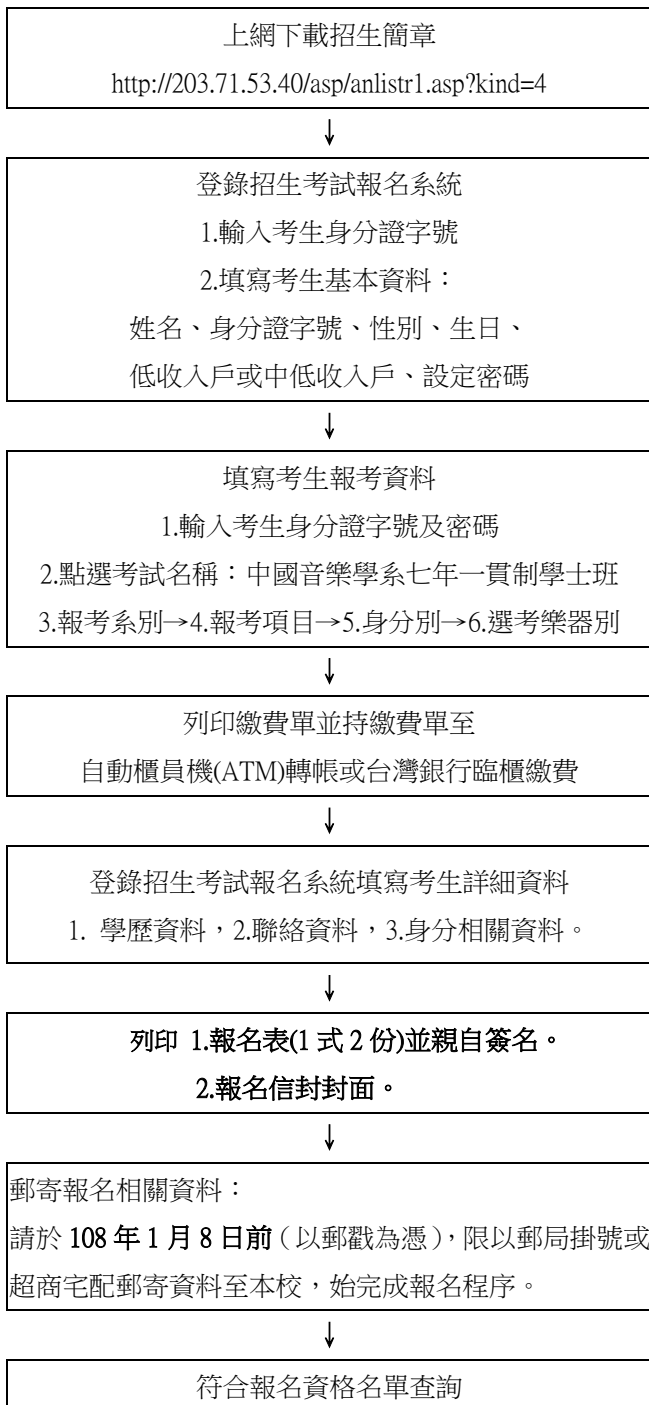 上網下載招生簡章
http://203.71.53.40/asp/anlistr1.asp?kind=4
↓
登錄招生考試報名系統
1.輸入考生身分證字號
2.填寫考生基本資料：
姓名、身分證字號、性別、生日、
低收入戶或中低收入戶、設定密碼
↓
填寫考生報考資料
1.輸入考生身分證字號及密碼
2.點選考試名稱：中國音樂學系七年一貫制學士班
3.報考系別→4.報考項目→5.身分別→6.選考樂器別
↓
列印繳費單並持繳費單至
自動櫃員機(ATM)轉帳或台灣銀行臨櫃繳費
↓
登錄招生考試報名系統填寫考生詳細資料
1. 學歷資料，2.聯絡資料，3.身分相關資料。
↓
列印 1.報名表(1 式 2 份)並親自簽名。
2.報名信封封面。
↓
郵寄報名相關資料：
請於 108 年 1 月 8 日前（以郵戳為憑），限以郵局掛號或
超商宅配郵寄資料至本校，始完成報名程序。
↓
符合報名資格名單查詢